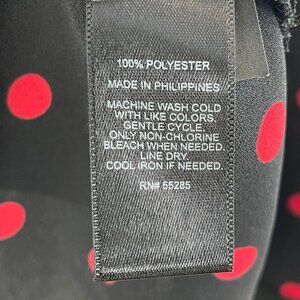 100% POLYESTER
MADE IN PHILIPPINES
MACHINE WASH COLD
WITH LIKE COLORS.
GENTLE CYCLE.
ONLY NON-CHLORINE
BLEACH WHEN NEEDED.
LINE DRY.
COOL IRON IF NEEDED.
RN# 55285